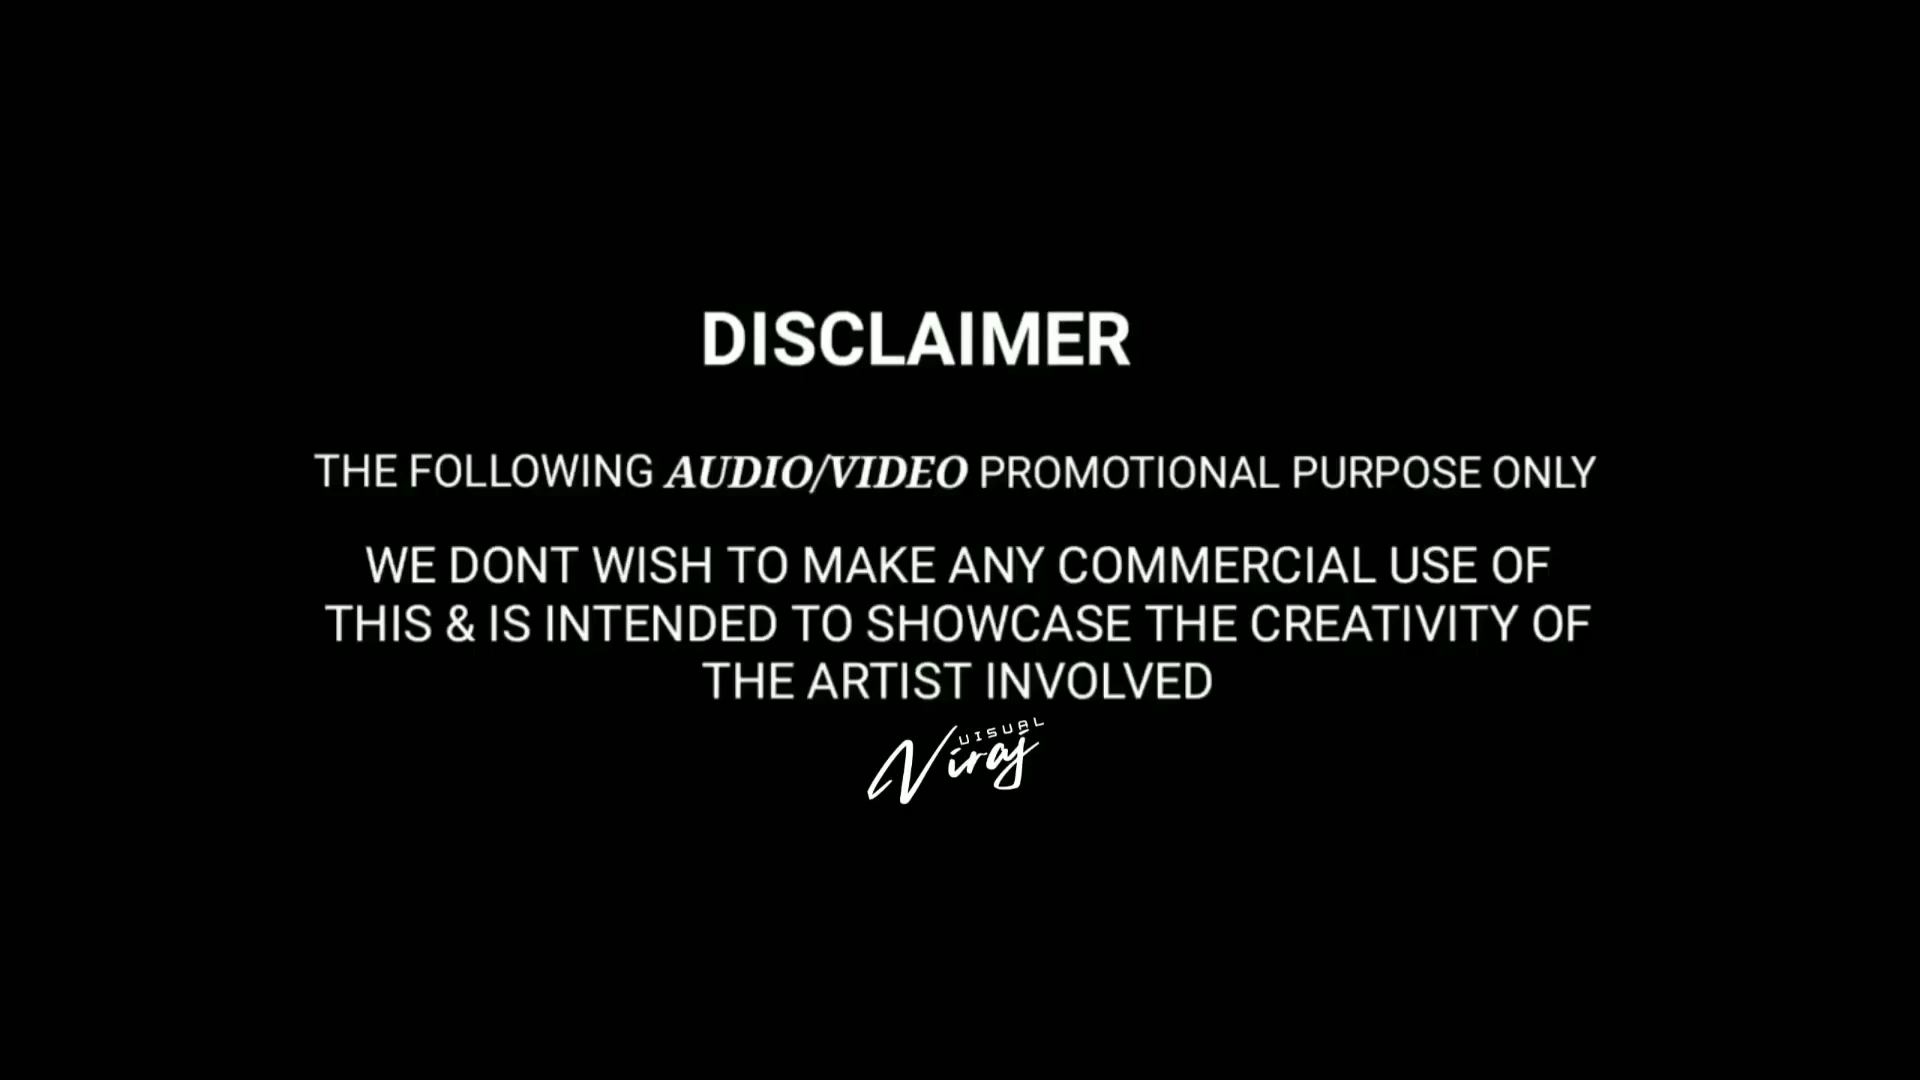 DISCLAIMER
THE FOLLOWING AUDIO/VIDEO PROMOTIONAL PURPOSE ONLY
WE DONT WISH TO MAKE ANY COMMERCIAL USE OF
THIS & IS INTENDED TO SHOWCASE THE CREATIVITY OF
THE ARTIST INVOLVED
VISUAL
Niraj